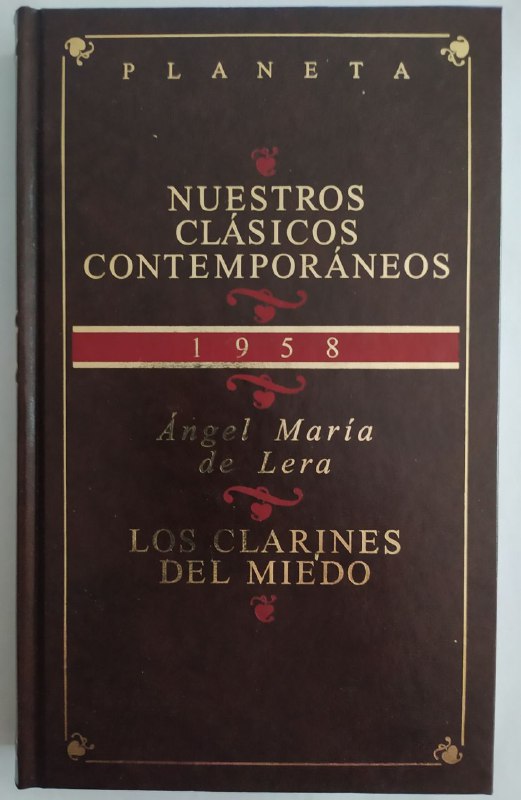 PLANETA
NUESTROS
CLÁSICOS
CONTEMPORÁNEOS
1958
Ángel María
de Lera
LOS CLARINES
DEL MIEDO